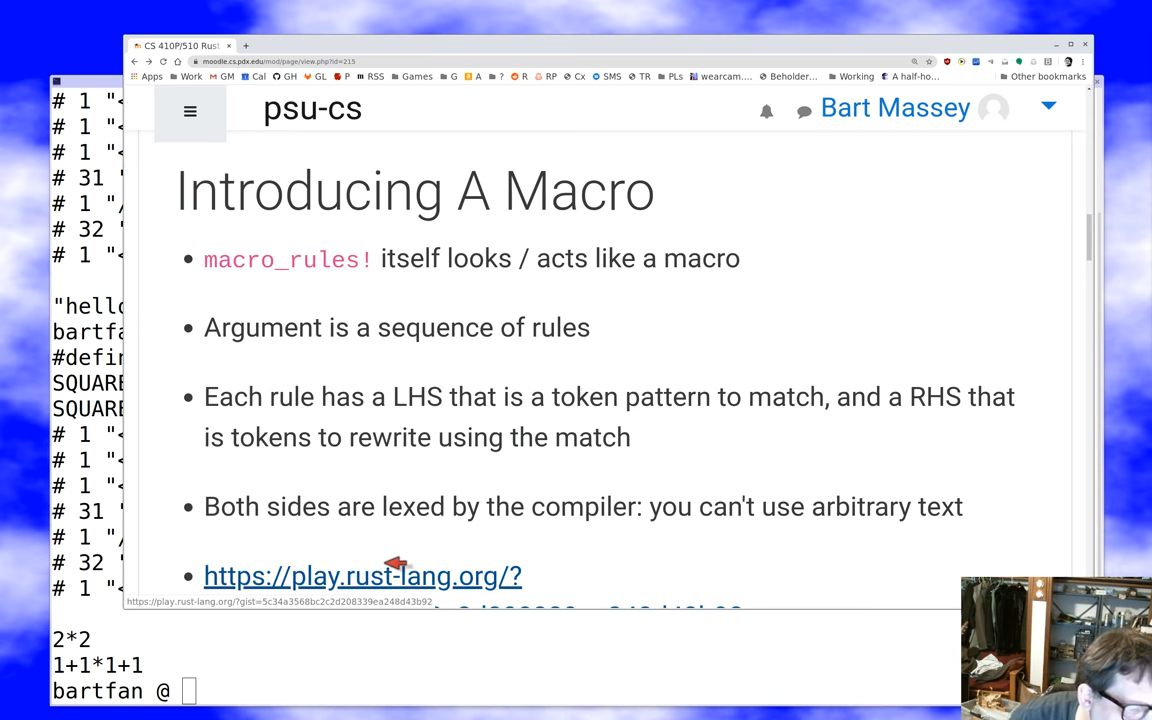 CS 410P/510 Rust
moodle.cs.pdx.edu/mod/page/view.php?id=215
Apps Work GM Cal GH GL P RSS Games G A ? R RP Cx SMS TR PLs wearcam.... Beholder... Working A half-ho... Other bookmarks
psu-cs
Bart Massey
Introducing A Macro
macro_rules! itself looks / acts like a macro
Argument is a sequence of rules
Each rule has a LHS that is a token pattern to match, and a RHS that
is tokens to rewrite using the match
Both sides are lexed by the compiler: you can't use arbitrary text
https://play.rust-lang.org/?
https://play.rust-lang.org/?gist=5c34a3568bc2c2d208339ea248d43b92
# 1 "<
# 1 "<
# 1 "<
# 31 "
# 1 "/
# 32 "
# 1 "<
"hello
bartfa
#defin
SQUARE
SQUARE
# 1 "<
# 1 "<
# 1 "<
# 31 "
# 1 "/
# 32 "
# 1 "<
2*2
1+1*1+1
bartfan @